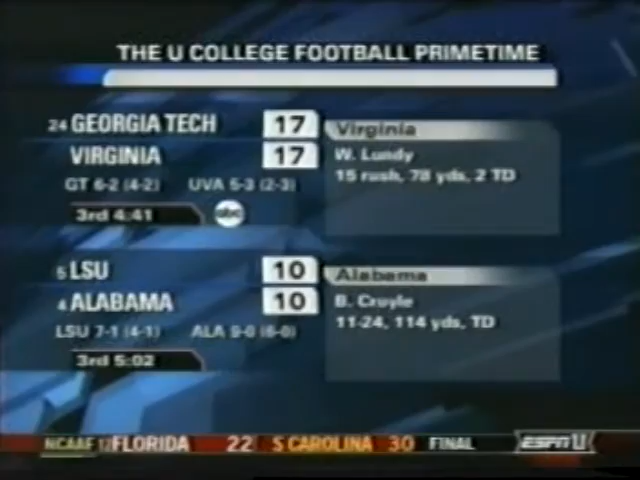 THE U COLLEGE FOOTBALL PRIMETIME
24 GEORGIA TECH 17
VIRGINIA 17
GT 6-2 (4-2) UVA 5-3 (2-3)
3rd 4:41 abc
Virginia
W. Lundy
15 rush, 78 yds, 2 TD
5 LSU 10
4 ALABAMA 10
LSU 7-1 (4-1) ALA 9-0 (6-0)
3rd 5:02
Alabama
B. Croyle
11-24, 114 yds, TD
NCAAF 12 FLORIDA 22 S CAROLINA 30 FINAL ESPNU